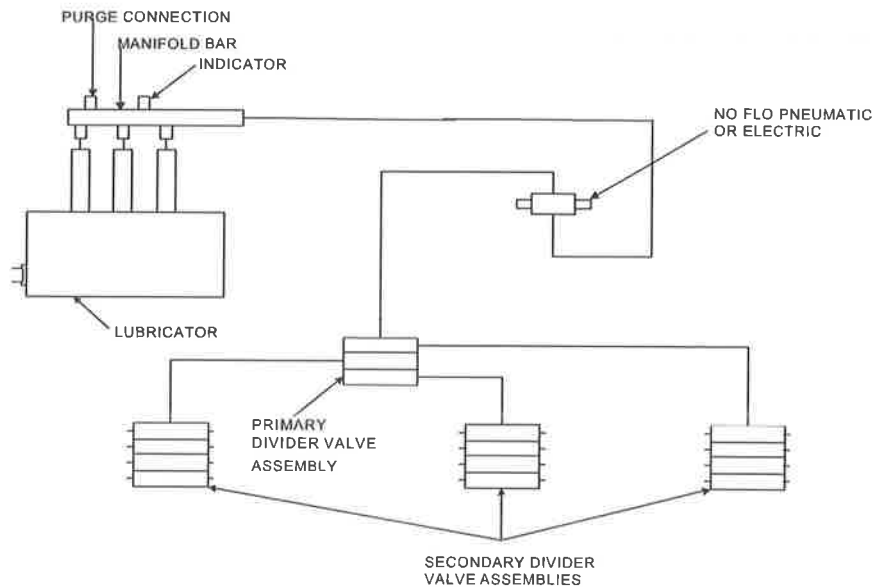 PURGE CONNECTION
MANIFOLD BAR
INDICATOR
NO FLO PNEUMATIC
OR ELECTRIC
LUBRICATOR
PRIMARY
DIVIDER VALVE
ASSEMBLY
SECONDARY DIVIDER
VALVE ASSEMBLIES